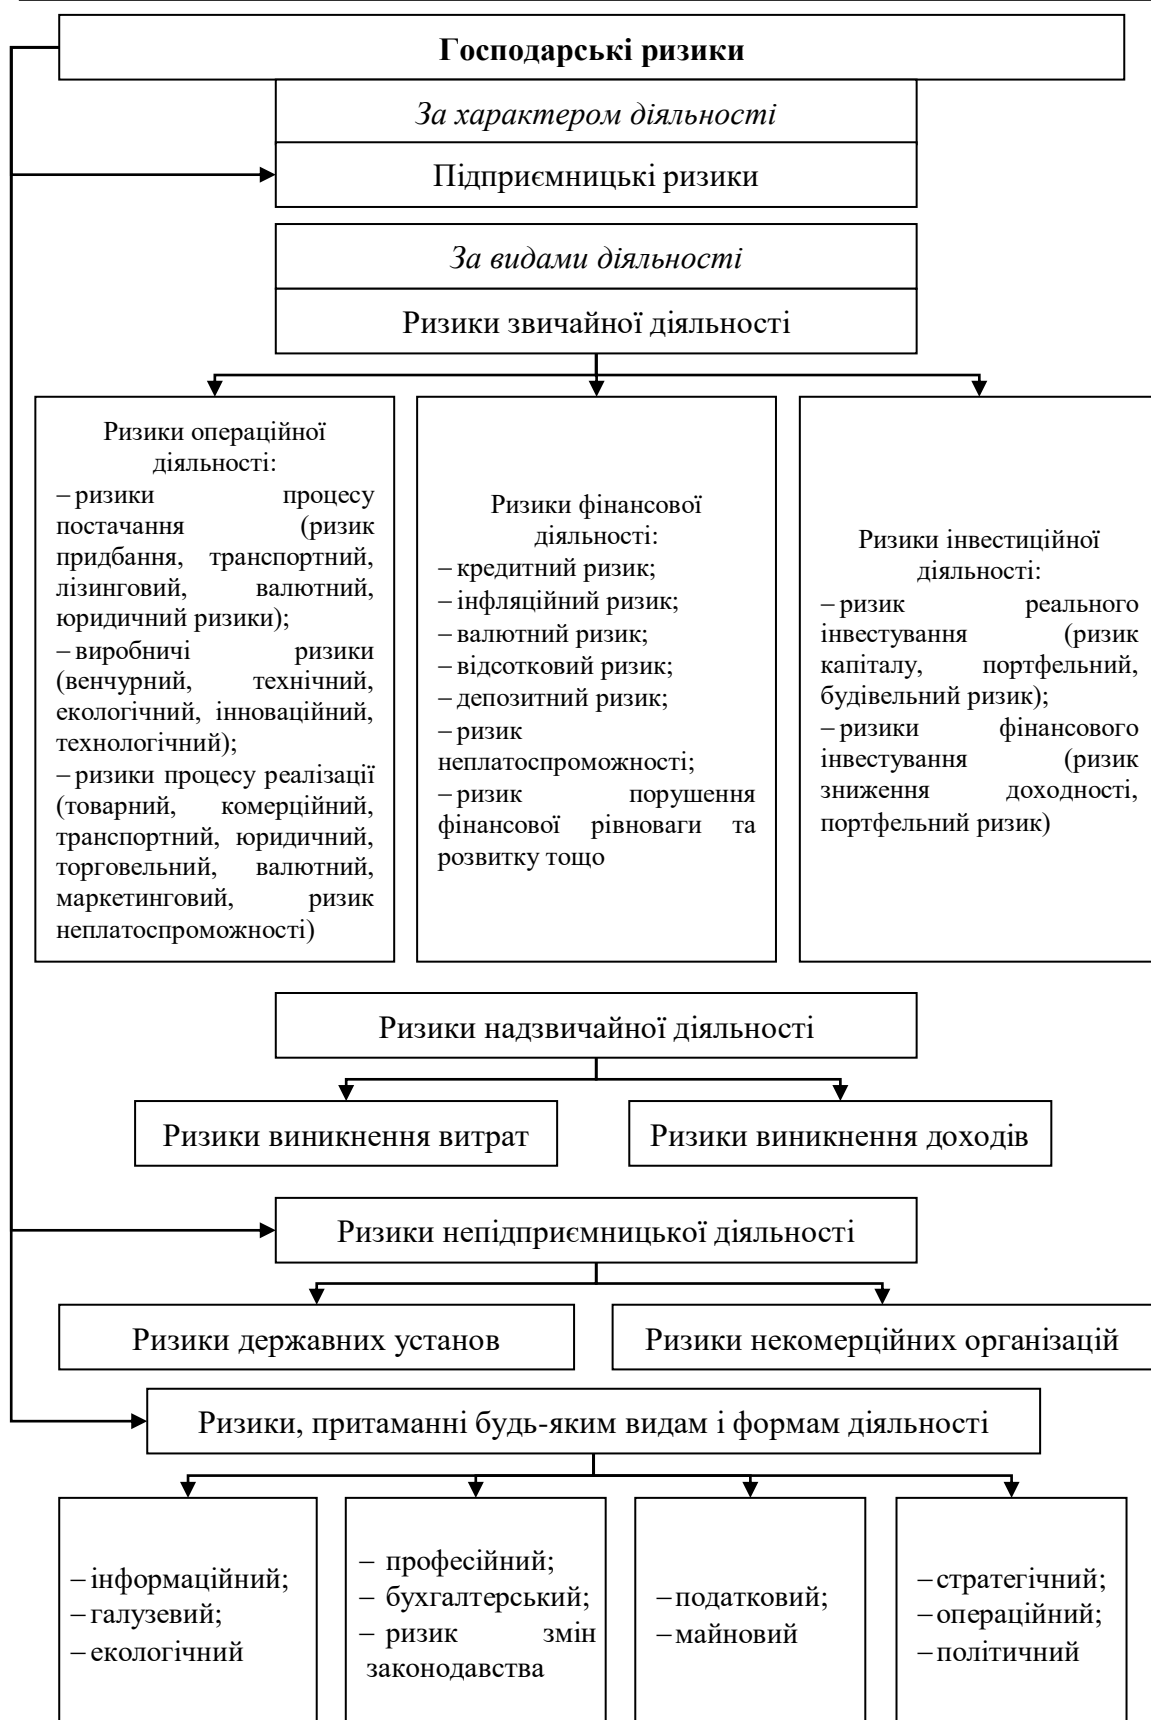 Господарські ризики
За характером діяльності
Підприємницькі ризики
За видами діяльності
Ризики звичайної діяльності
Ризики операційної
діяльності:
– ризики процесу
постачання (ризик
придбання, транспортний,
лізинговий, валютний,
юридичний ризики);
– виробничі ризики
(венчурний, технічний,
екологічний, інноваційний,
технологічний);
– ризики процесу реалізації
(товарний, комерційний,
транспортний, юридичний,
торговельний, валютний,
маркетинговий, ризик
неплатоспроможності)
Ризики фінансової
діяльності:
– кредитний ризик;
– інфляційний ризик;
– валютний ризик;
– відсотковий ризик;
– депозитний ризик;
– ризик
неплатоспроможності;
– ризик порушення
фінансової рівноваги та
розвитку тощо
Ризики інвестиційної
діяльності:
– ризик реального
інвестування (ризик
капіталу, портфельний,
будівельний ризик);
– ризики фінансового
інвестування (ризик
зниження доходності,
портфельний ризик)
Ризики надзвичайної діяльності
Ризики виникнення витрат
Ризики виникнення доходів
Ризики непідприємницької діяльності
Ризики державних установ
Ризики некомерційних організацій
Ризики, притаманні будь-яким видам і формам діяльності
– інформаційний;
– галузевий;
– екологічний
– професійний;
– бухгалтерський;
– ризик змін
законодавства
– податковий;
– майновий
– стратегічний;
– операційний;
– політичний